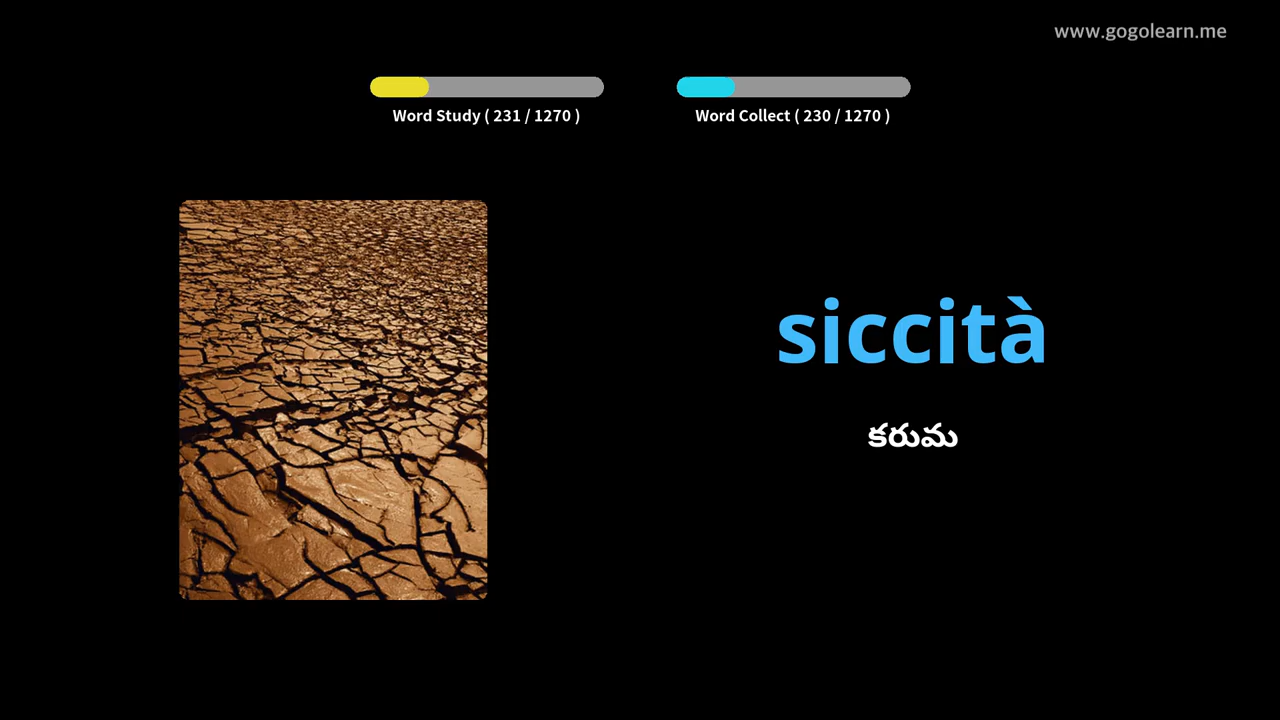 www.gogolearn.me
Word Study ( 231 / 1270 )
Word Collect ( 230 / 1270 )
siccità
కరుమ